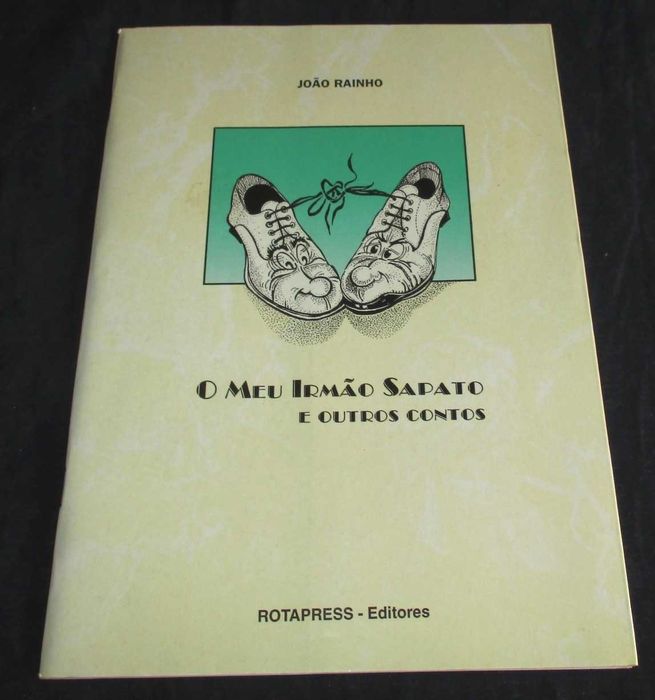 JOÃO RAINHO
O MEU IRMÃO SAPATO
E OUTROS CONTOS
ROTAPRESS - Editores